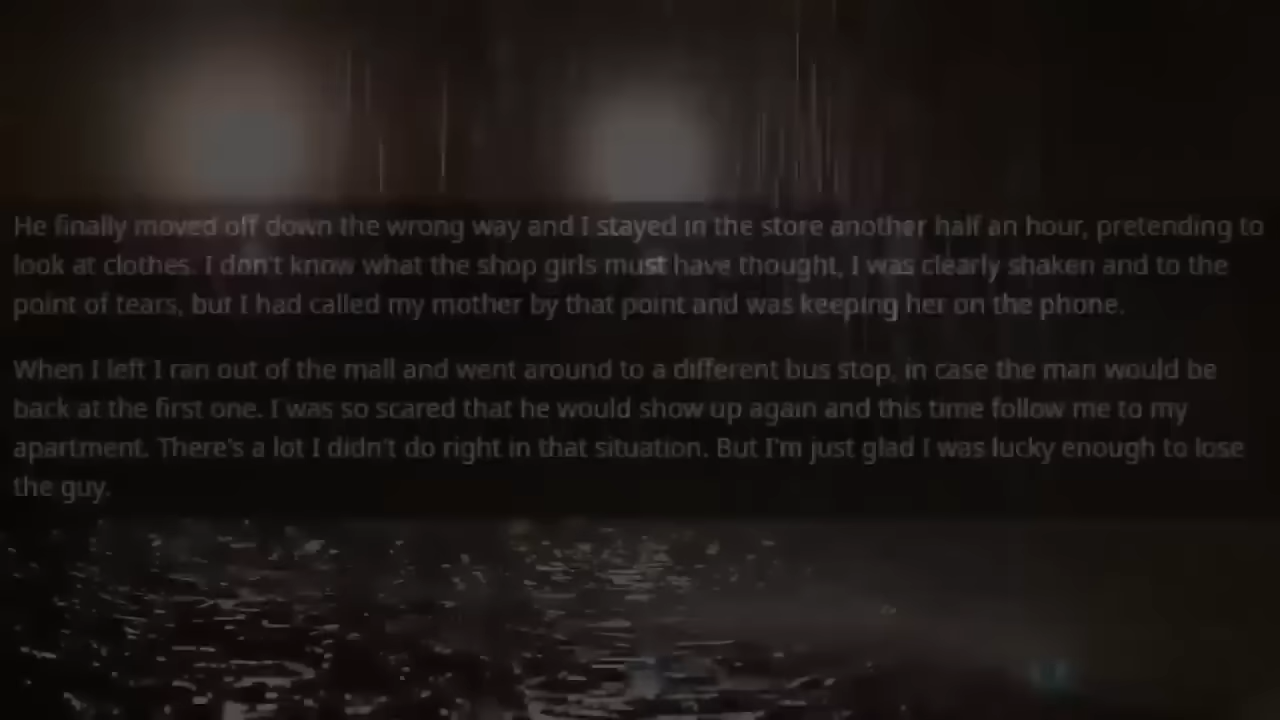 He finally moved off down the wrong way and I stayed in the store another half an hour, pretending to
look at clothes. I don't know what the shop girls must have thought, I was clearly shaken and to the
point of tears, but I had called my mother by that point and was keeping her on the phone.
When I left I ran out of the mall and went around to a different bus stop, in case the man would be
back at the first one. I was so scared that he would show up again and this time follow me to my
apartment. There's a lot I didn't do right in that situation. But I'm just glad I was lucky enough to lose
the guy.